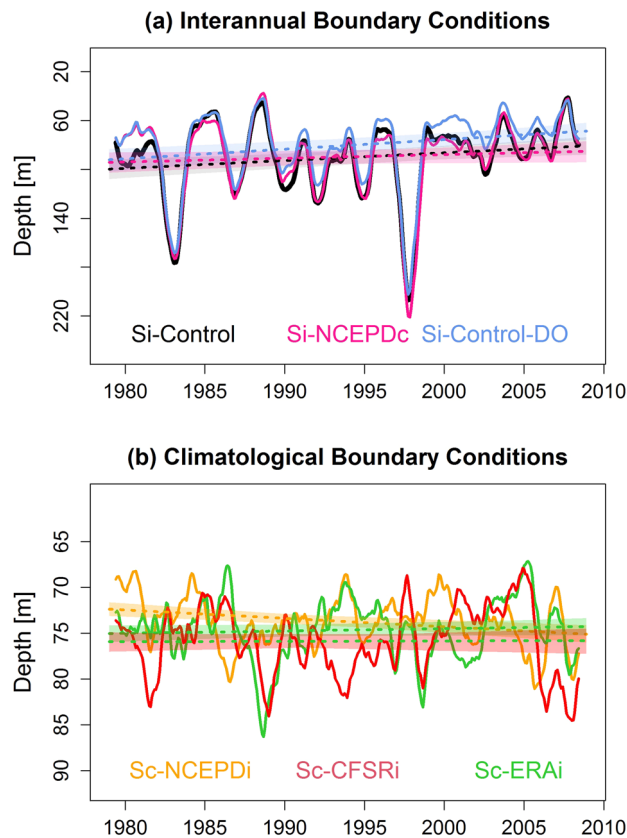 (a) Interannual Boundary Conditions
20
60
140
220
Depth [m]
Si-Control Si-NCEPDc Si-Control-DO
1980 1985 1990 1995 2000 2005 2010
(b) Climatological Boundary Conditions
65
70
75
80
85
90
Depth [m]
Sc-NCEPDi Sc-CFSRi Sc-ERAi
1980 1985 1990 1995 2000 2005 2010